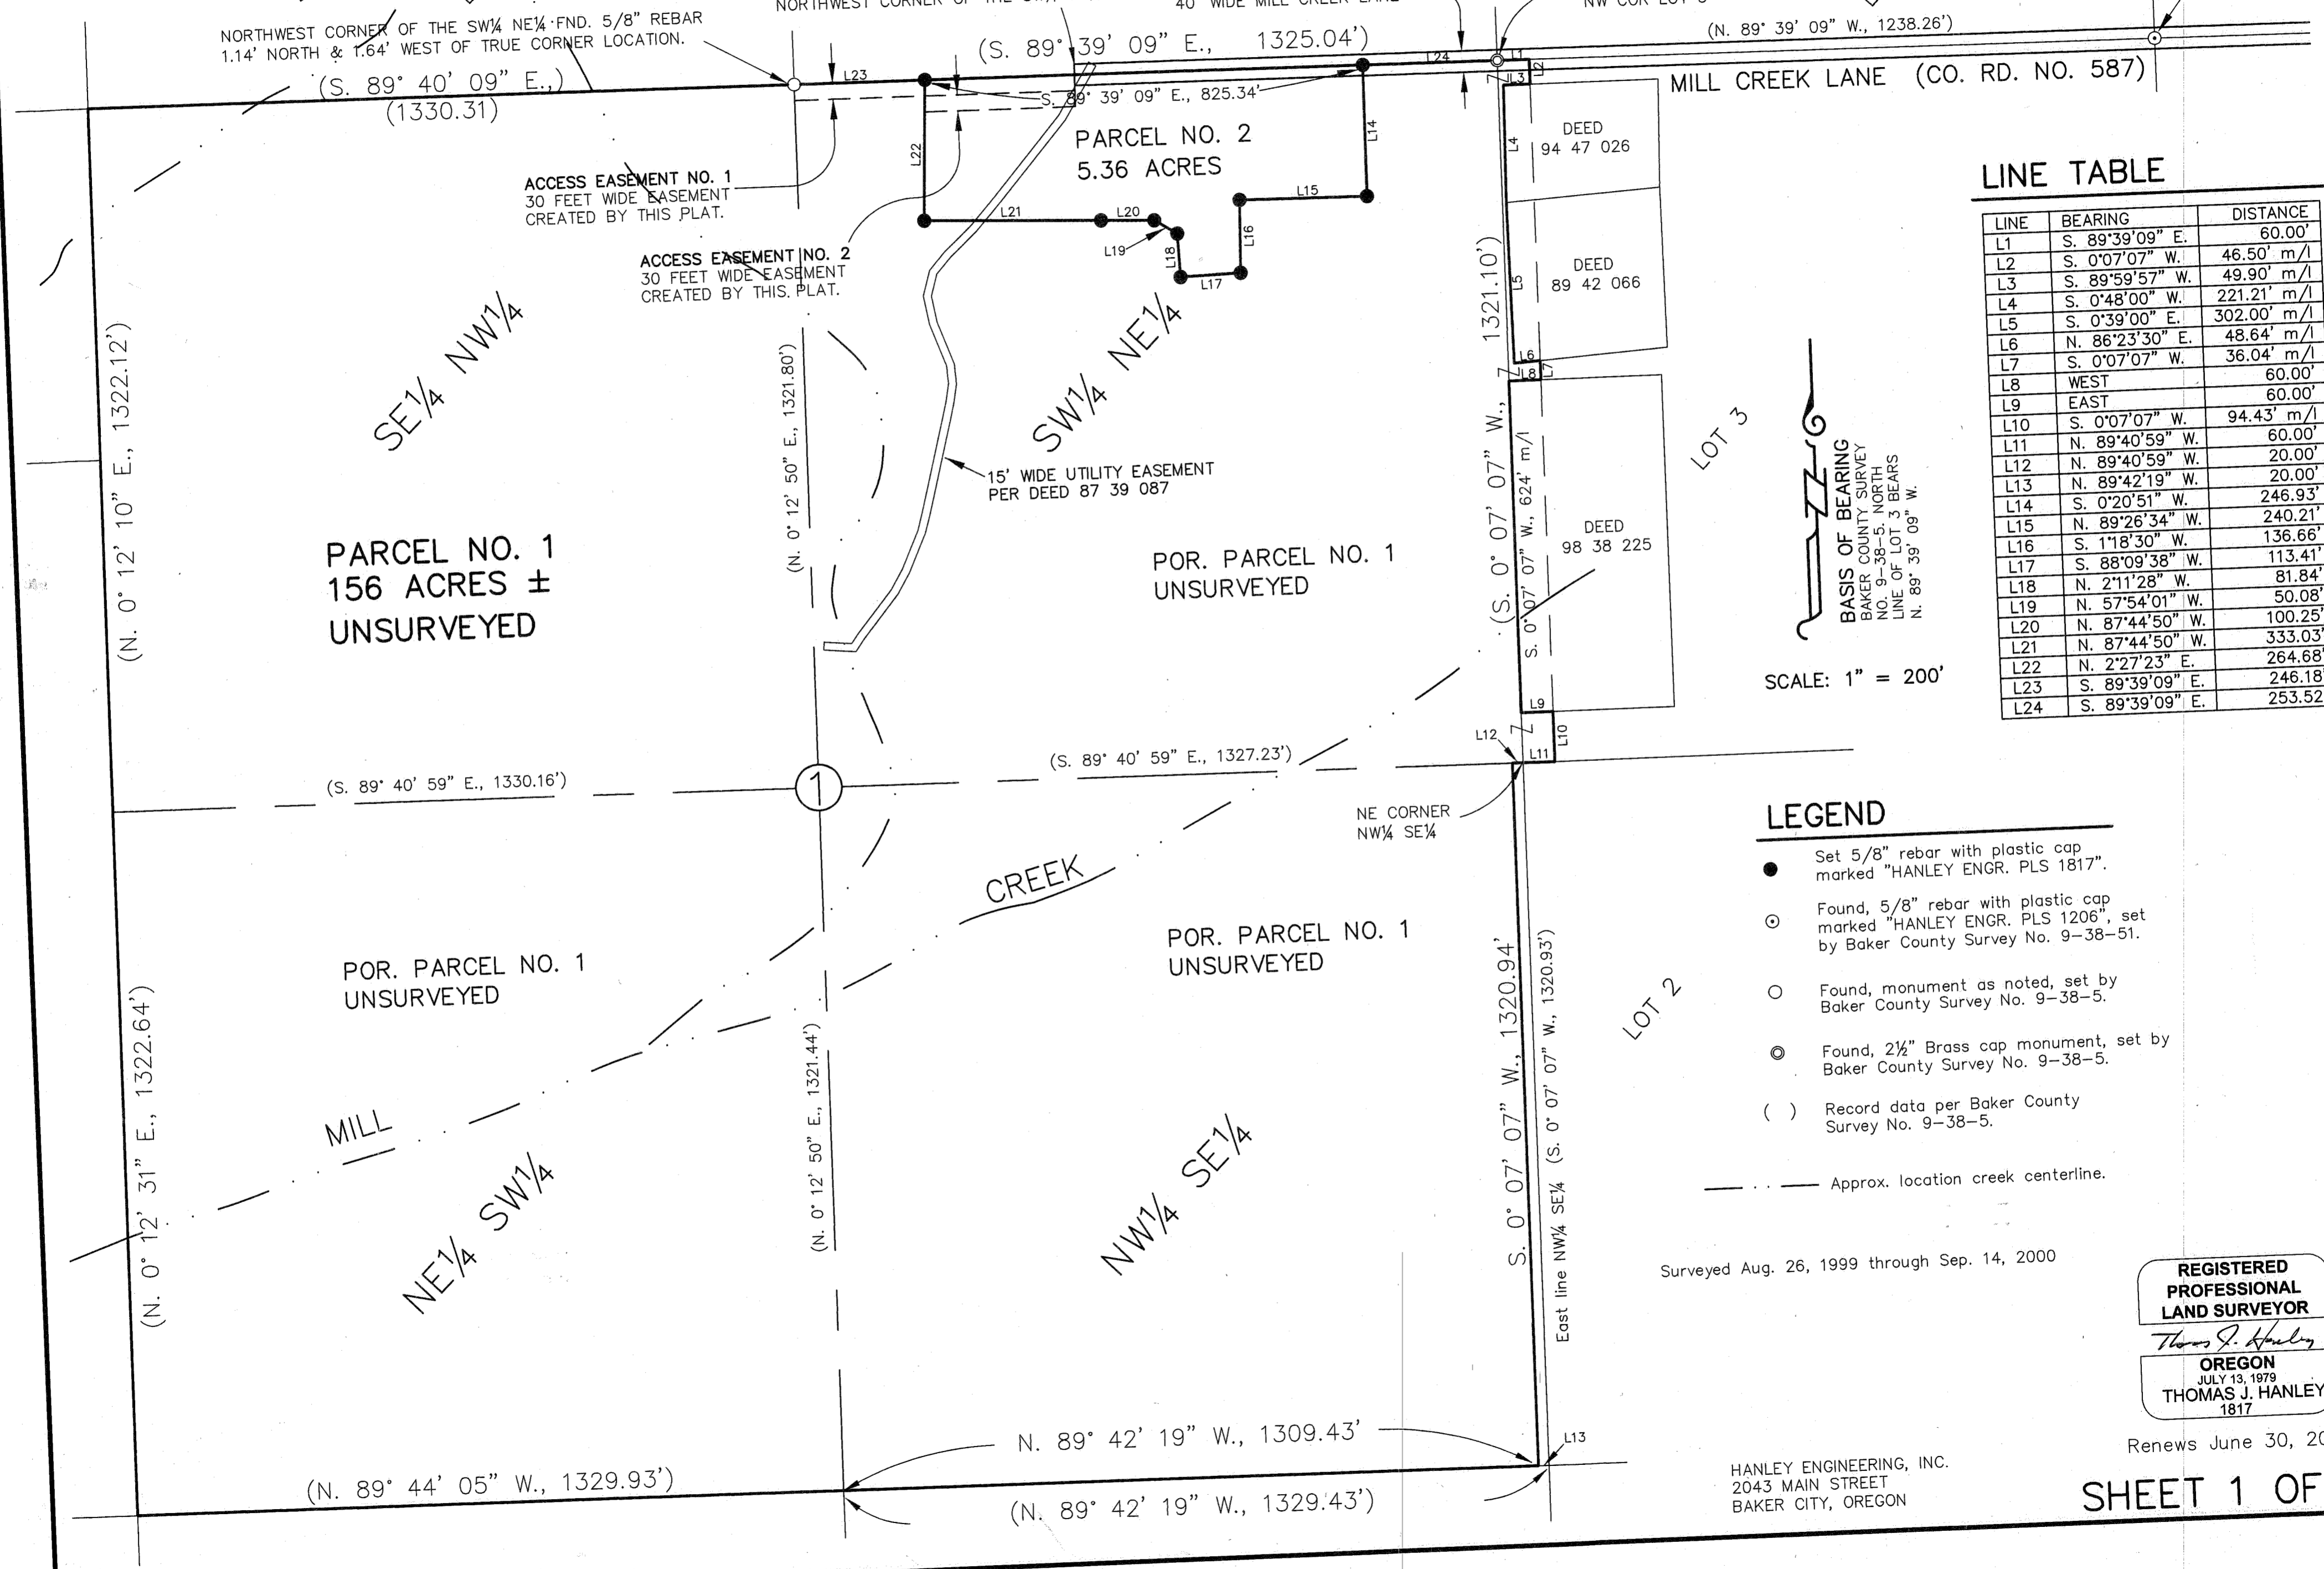 NORTHWEST CORNER OF THE SW¼ NE¼ FND. 5/8" REBAR
1.14' NORTH & 1.64' WEST OF TRUE CORNER LOCATION.
(S. 89° 40' 09" E.,)
(1330.31)
(S. 89° 39' 09" E., 1325.04')
(N. 89° 39' 09" W., 1238.26')
L23
L24
L1
L2
L3
S. 89° 39' 09" E., 825.34'
MILL CREEK LANE (CO. RD. NO. 587)
PARCEL NO. 2
5.36 ACRES
L22
L14
L4
DEED
94 47 026
ACCESS EASEMENT NO. 1
30 FEET WIDE EASEMENT
CREATED BY THIS PLAT.
L21
L20
L15
L19
L18
L16
L17
ACCESS EASEMENT NO. 2
30 FEET WIDE EASEMENT
CREATED BY THIS PLAT.
L5
DEED
89 42 066
L6
L7
L8
SE¼ NW¼
SW¼ NE¼
(N. 0° 12' 10" E., 1322.12')
(N. 0° 12' 50" E., 1321.80')
(S. 0° 07' 07" W., 1321.10')
S. 0° 07' 07" W., 624' m/l
15' WIDE UTILITY EASEMENT
PER DEED 87 39 087
LOT 3
DEED
98 38 225
PARCEL NO. 1
156 ACRES ±
UNSURVEYED
POR. PARCEL NO. 1
UNSURVEYED
L9
L10
L12
L11
BASIS OF BEARING
BAKER COUNTY SURVEY
NO. 9-38-5. NORTH
LINE OF LOT 3 BEARS
N. 89° 39' 09" W.
SCALE: 1" = 200'
LINE TABLE
LINE BEARING DISTANCE
L1 S. 89°39'09" E. 60.00'
L2 S. 0°07'07" W. 46.50' m/l
L3 S. 89°59'57" W. 49.90' m/l
L4 S. 0°48'00" W. 221.21' m/l
L5 S. 0°39'00" E. 302.00' m/l
L6 N. 86°23'30" E. 48.64' m/l
L7 S. 0°07'07" W. 36.04' m/l
L8 WEST 60.00'
L9 EAST 60.00'
L10 S. 0°07'07" W. 94.43' m/l
L11 N. 89°40'59" W. 60.00'
L12 N. 89°40'59" W. 20.00'
L13 N. 89°42'19" W. 20.00'
L14 S. 0°20'51" W. 246.93'
L15 N. 89°26'34" W. 240.21'
L16 S. 1°18'30" W. 136.66'
L17 S. 88°09'38" W. 113.41'
L18 N. 2°11'28" W. 81.84'
L19 N. 57°54'01" W. 50.08'
L20 N. 87°44'50" W. 100.25'
L21 N. 87°44'50" W. 333.03'
L22 N. 2°27'23" E. 264.68'
L23 S. 89°39'09" E. 246.18'
L24 S. 89°39'09" E. 253.52
(S. 89° 40' 59" E., 1330.16')
1
(S. 89° 40' 59" E., 1327.23')
NE CORNER
NW¼ SE¼
MILL
CREEK
POR. PARCEL NO. 1
UNSURVEYED
POR. PARCEL NO. 1
UNSURVEYED
(N. 0° 12' 31" E., 1322.64')
(N. 0° 12' 50" E., 1321.44')
S. 0° 07' 07" W., 1320.94'
East line NW¼ SE¼ (S. 0° 07' 07" W., 1320.93')
LOT 2
NE¼ SW¼
NW¼ SE¼
L13
N. 89° 42' 19" W., 1309.43'
(N. 89° 44' 05" W., 1329.93')
(N. 89° 42' 19" W., 1329.43')
LEGEND
Set 5/8" rebar with plastic cap
marked "HANLEY ENGR. PLS 1817".
Found, 5/8" rebar with plastic cap
marked "HANLEY ENGR. PLS 1206", set
by Baker County Survey No. 9-38-51.
Found, monument as noted, set by
Baker County Survey No. 9-38-5.
Found, 2½" Brass cap monument, set by
Baker County Survey No. 9-38-5.
( ) Record data per Baker County
Survey No. 9-38-5.
Approx. location creek centerline.
Surveyed Aug. 26, 1999 through Sep. 14, 2000
REGISTERED
PROFESSIONAL
LAND SURVEYOR
Thomas J. Hanley
OREGON
JULY 13, 1979
THOMAS J. HANLEY
1817
Renews June 30, 20
HANLEY ENGINEERING, INC.
2043 MAIN STREET
BAKER CITY, OREGON
SHEET 1 OF